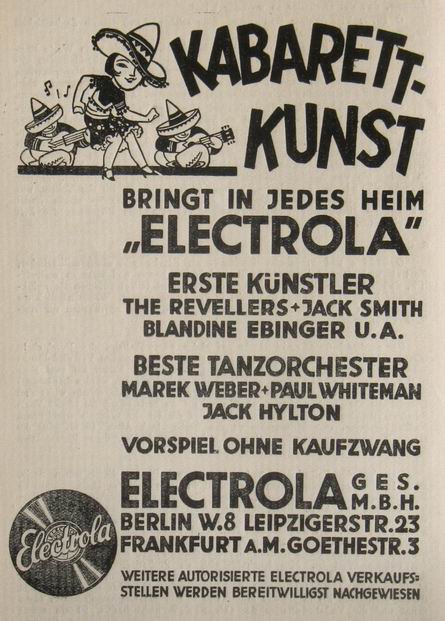 KABARETT-
KUNST
BRINGT IN JEDES HEIM
„ELECTROLA“
ERSTE KÜNSTLER
THE REVELLERS+JACK SMITH
BLANDINE EBINGER U.A.
BESTE TANZORCHESTER
MAREK WEBER+PAUL WHITEMAN
JACK HYLTON
VORSPIEL OHNE KAUFZWANG
ELECTROLA GES.
M.B.H.
Electrola
BERLIN W.8 LEIPZIGERSTR.23
FRANKFURT A.M. GOETHESTR.3
WEITERE AUTORISIERTE ELECTROLA VERKAUFS=
STELLEN WERDEN BEREITWILLIGST NACHGEWIESEN